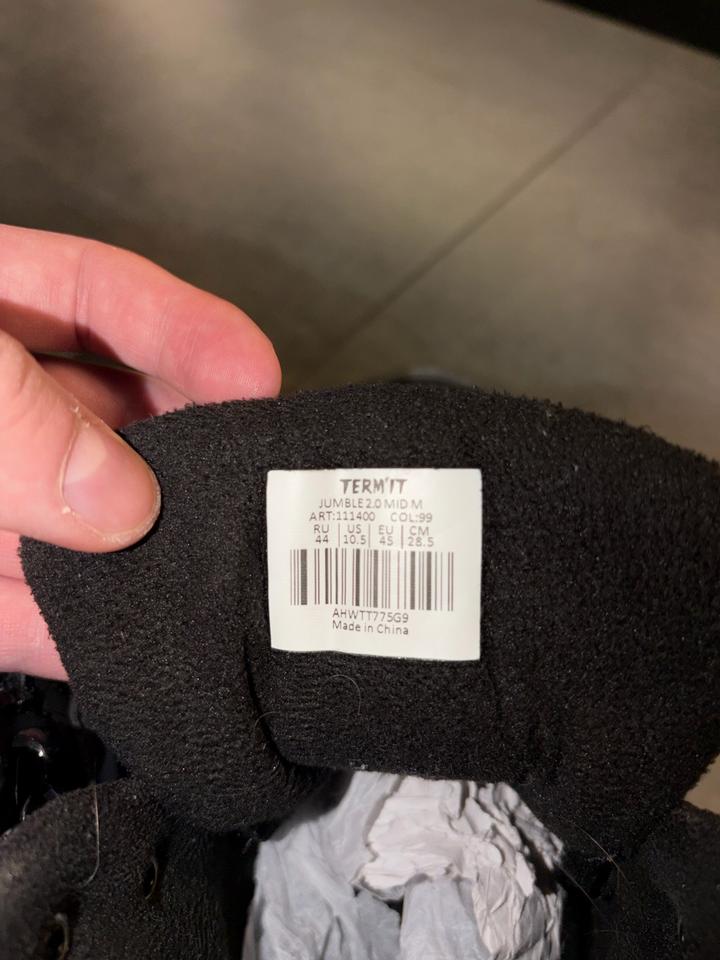 TERM'IT
JUMBLE 2.0 MID M
ART:111400 COL:99
RU US EU CM
44 10.5 45 28.5
AHWTT775G9
Made in China